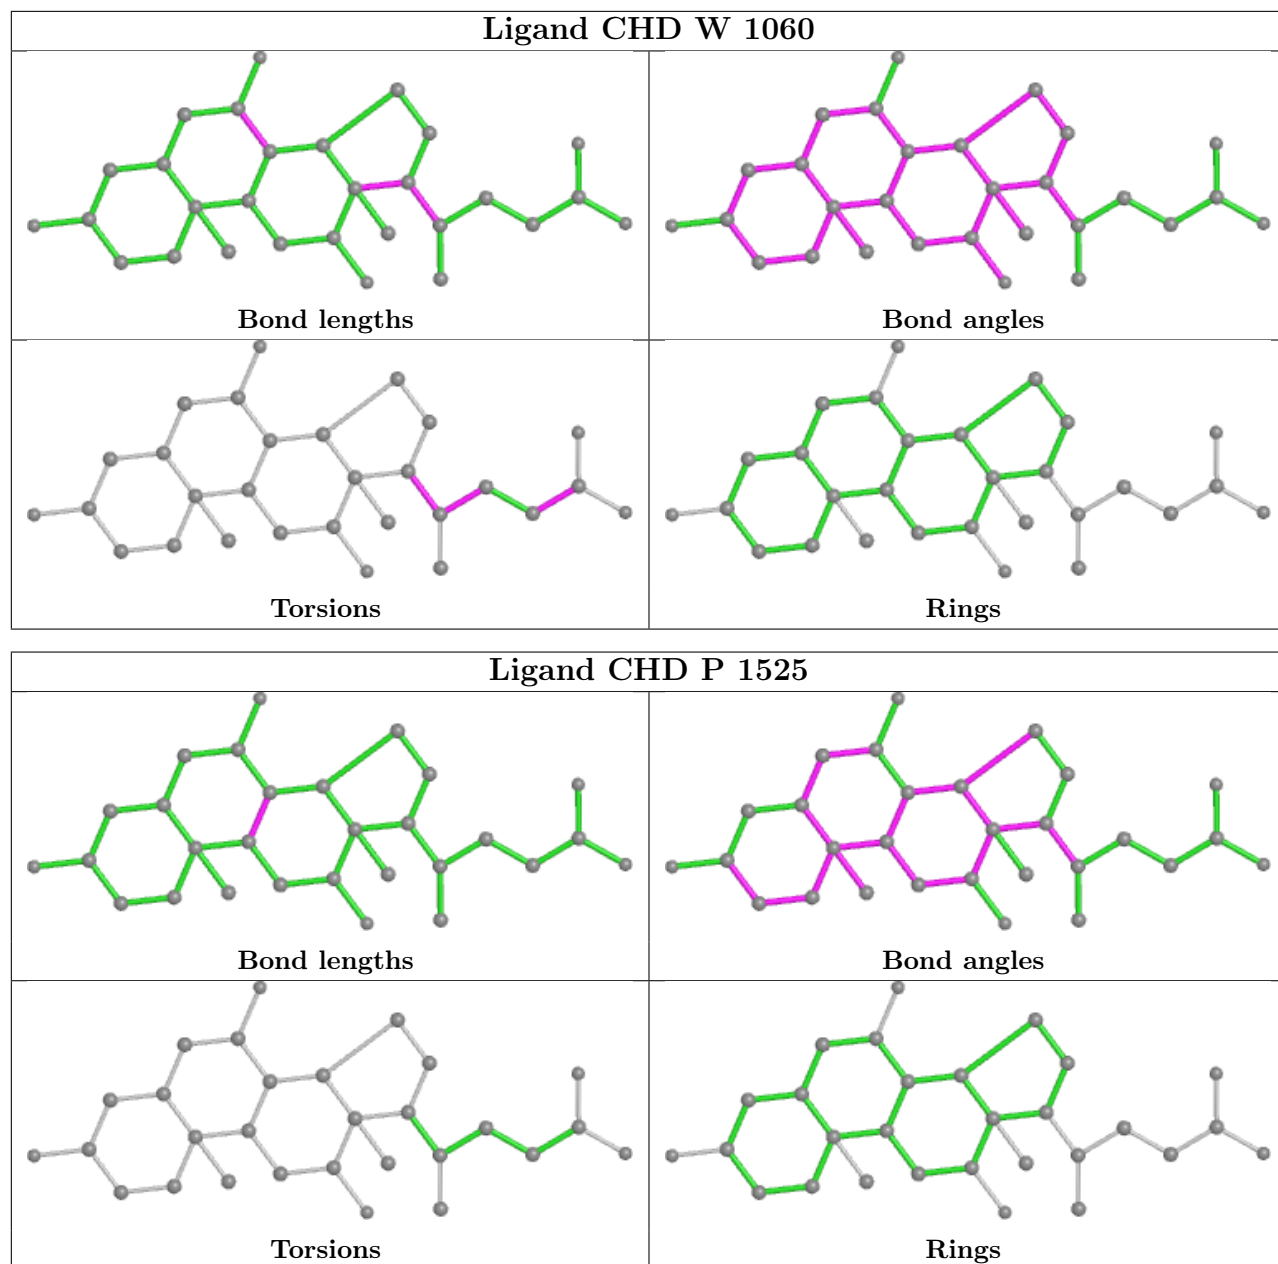 Ligand CHD W 1060
Bond lengths
Bond angles
Torsions
Rings
Ligand CHD P 1525
Bond lengths
Bond angles
Torsions
Rings